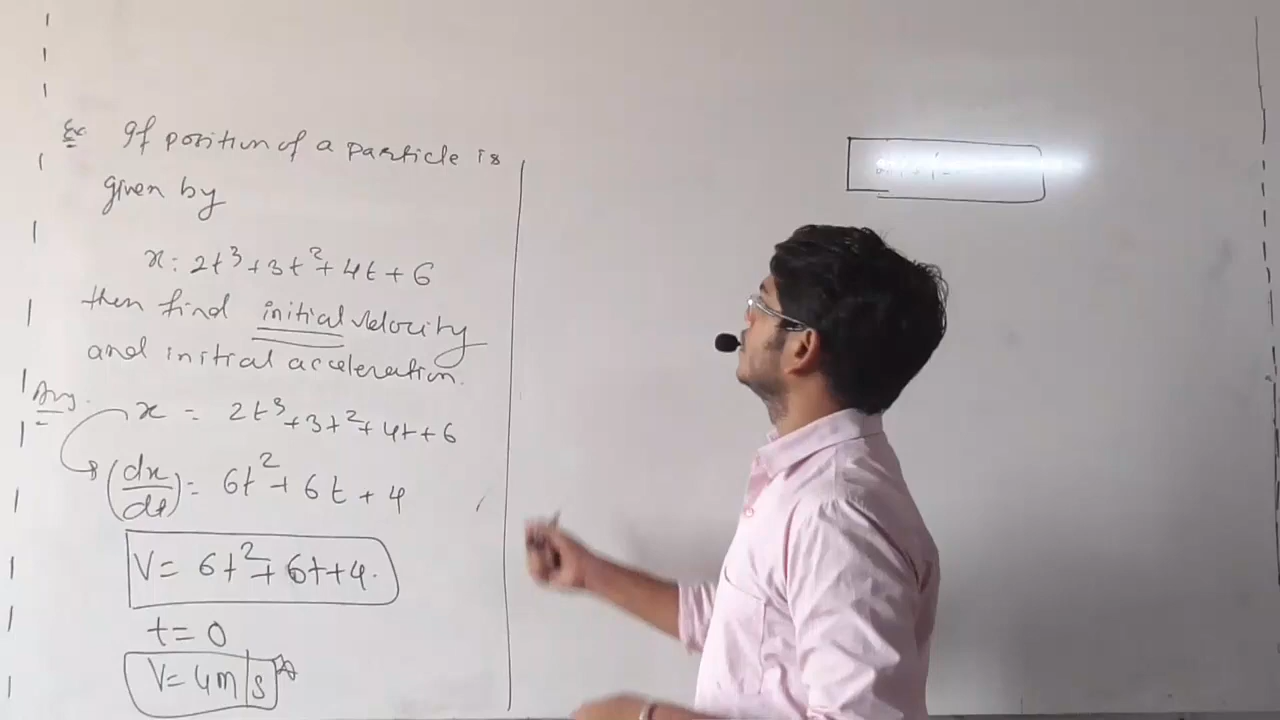 Ex If position of a particle is
given by
x: 2t³+3t²+4t+6
then find initial velocity
and initial acceleration.
Ans.
x = 2t³+3t²+4t+6
(dx/dt) = 6t²+6t+4
V= 6t²+6t+4.
t=0
V=4m/s